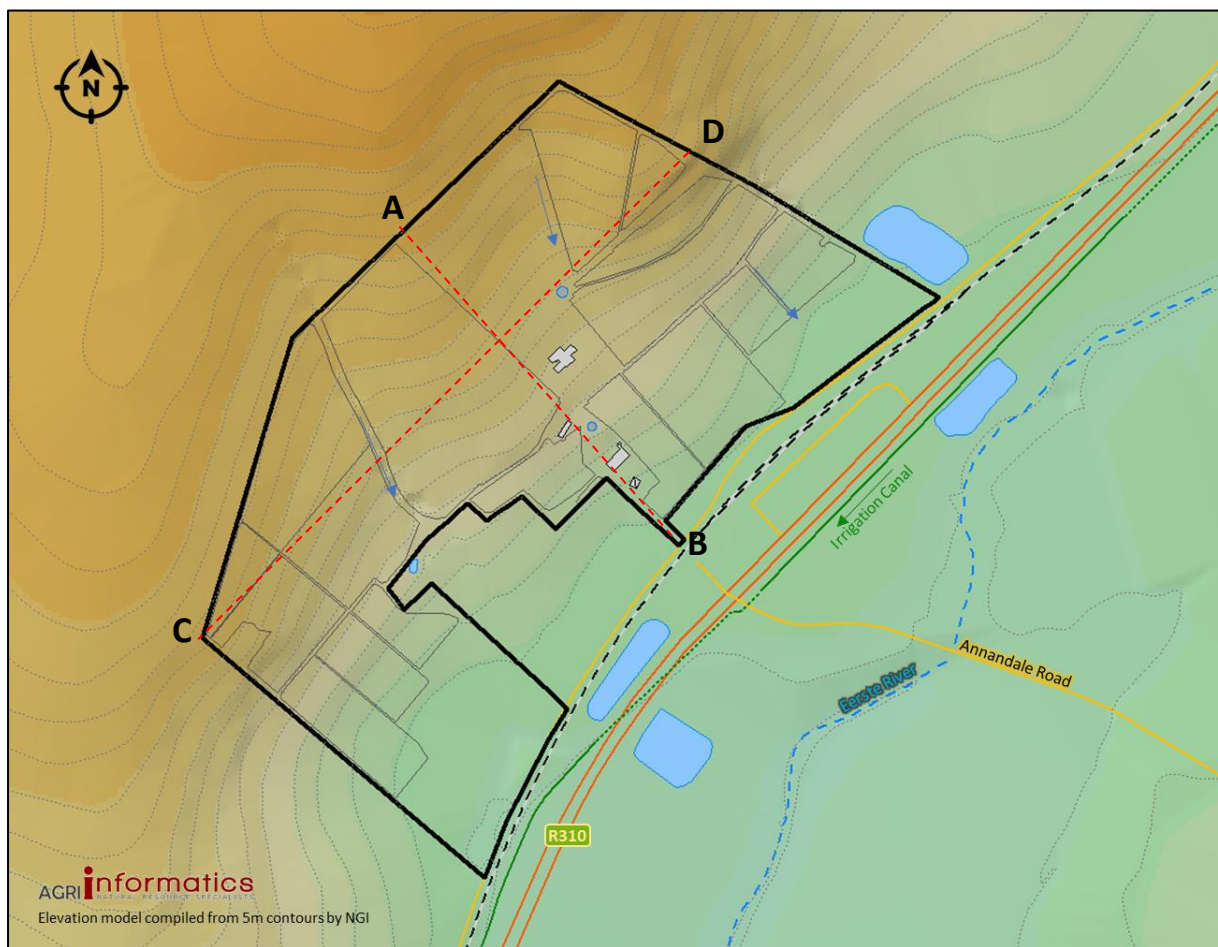 N
D
A
B
C
Irrigation Canal
Annandale Road
Eerste River
R310
AGRI informatics
NATURAL RESOURCE SPECIALISTS
Elevation model compiled from 5m contours by NGI